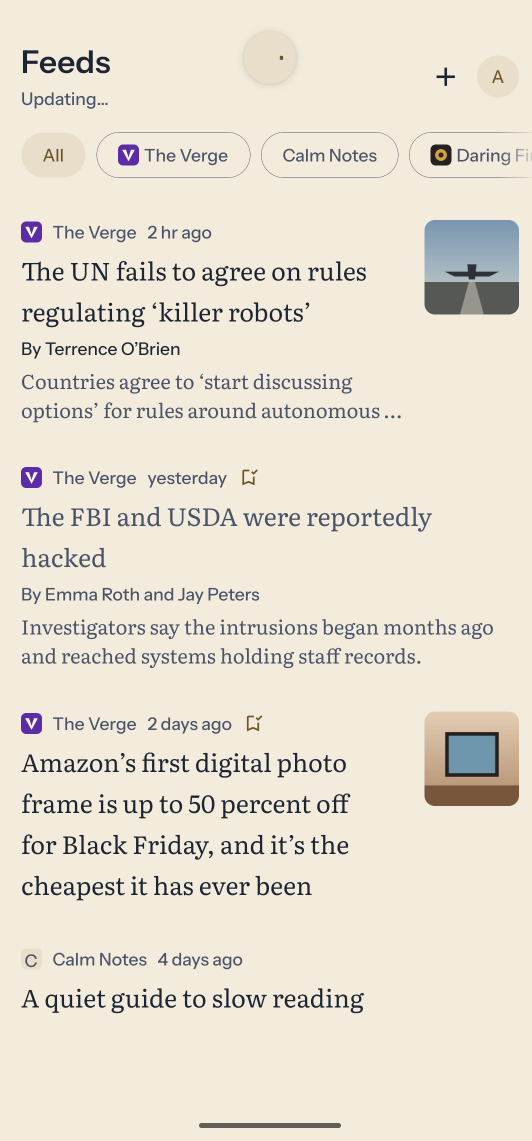 Feeds
Updating...
A
All
The Verge
Calm Notes
Daring Fi
The Verge 2 hr ago
The UN fails to agree on rules
regulating ‘killer robots’
By Terrence O’Brien
Countries agree to ‘start discussing
options’ for rules around autonomous ...
The Verge yesterday
The FBI and USDA were reportedly
hacked
By Emma Roth and Jay Peters
Investigators say the intrusions began months ago
and reached systems holding staff records.
The Verge 2 days ago
Amazon’s first digital photo
frame is up to 50 percent off
for Black Friday, and it’s the
cheapest it has ever been
C Calm Notes 4 days ago
A quiet guide to slow reading